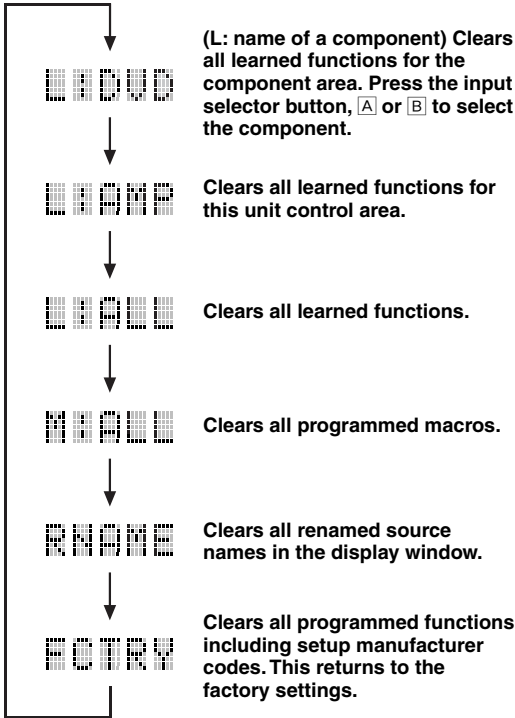 L:DVD
(L: name of a component) Clears
all learned functions for the
component area. Press the input
selector button, A or B to select
the component.
L:AMP
Clears all learned functions for
this unit control area.
L:ALL
Clears all learned functions.
M:ALL
Clears all programmed macros.
RNAME
Clears all renamed source
names in the display window.
FCTRY
Clears all programmed functions
including setup manufacturer
codes. This returns to the
factory settings.